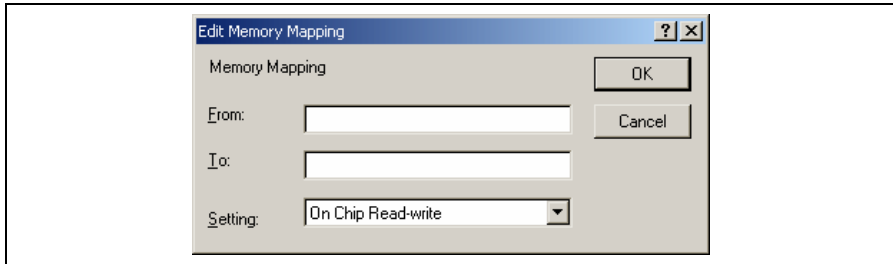 Edit Memory Mapping
Memory Mapping
OK
From:
Cancel
To:
Setting: On Chip Read-write